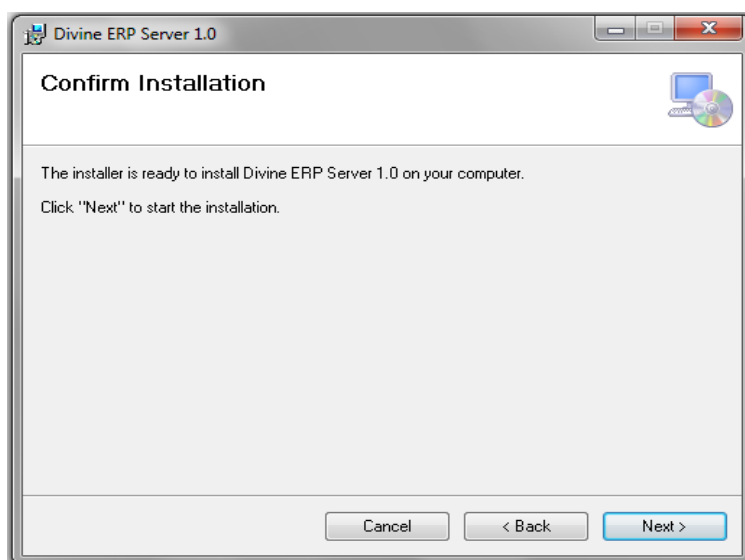 Divine ERP Server 1.0
Confirm Installation
The installer is ready to install Divine ERP Server 1.0 on your computer.
Click "Next" to start the installation.
Cancel
< Back
Next >